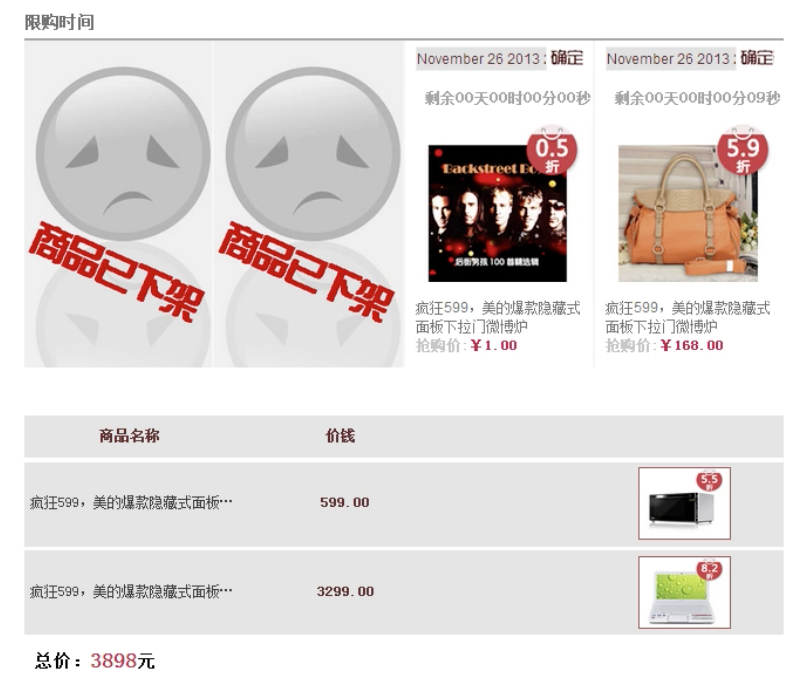 限购时间
商品已下架
商品已下架
November 26 2013 确定
剩余00天00时00分00秒
0.5
折
Backstreet Bo
后街男孩 100 首精选辑
疯狂599，美的爆款隐藏式
面板下拉门微博炉
抢购价:￥1.00
November 26 2013 确定
剩余00天00时00分09秒
5.9
折
疯狂599，美的爆款隐藏式
面板下拉门微博炉
抢购价:￥168.00
商品名称 价钱
疯狂599，美的爆款隐藏式面板… 599.00
5.5
折
疯狂599，美的爆款隐藏式面板… 3299.00
8.2
折
总价：3898元